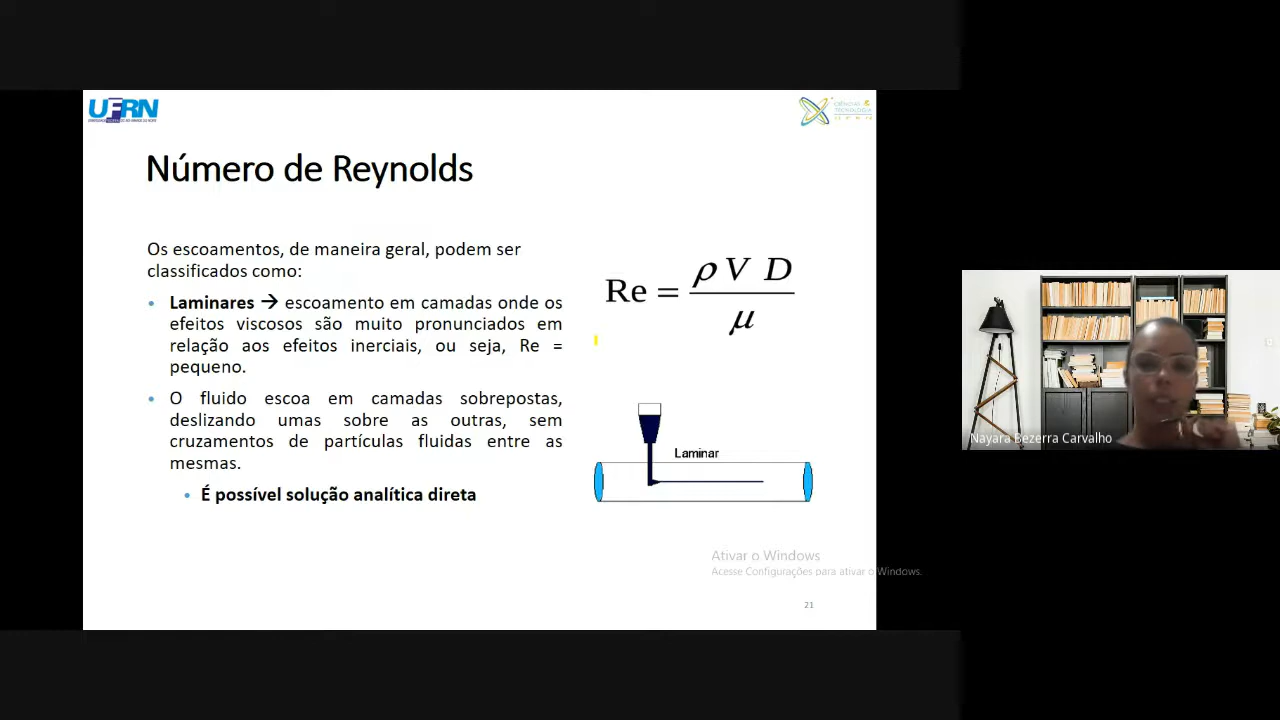 UFRN
CIÊNCIAS &
TECNOLOGIA
U F R N
Número de Reynolds
Os escoamentos, de maneira geral, podem ser
classificados como:
• Laminares → escoamento em camadas onde os
efeitos viscosos são muito pronunciados em
relação aos efeitos inerciais, ou seja, Re =
pequeno.
• O fluido escoa em camadas sobrepostas,
deslizando umas sobre as outras, sem
cruzamentos de partículas fluidas entre as
mesmas.
• É possível solução analítica direta
Re = ρ V D / μ
Laminar
Ativar o Windows
Acesse Configurações para ativar o Windows.
21
Nayara Bezerra Carvalho